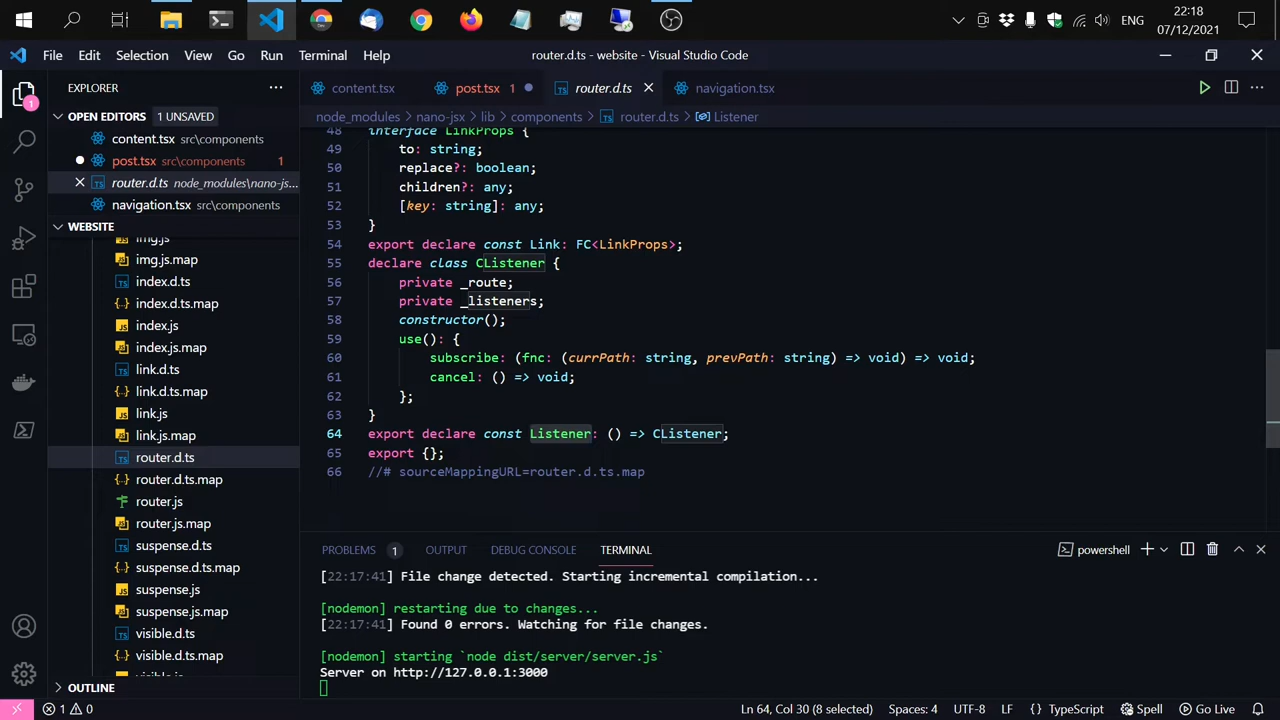 ENG
22:18
07/12/2021
File Edit Selection View Go Run Terminal Help
router.d.ts - website - Visual Studio Code
EXPLORER
content.tsx
post.tsx 1
router.d.ts
navigation.tsx
OPEN EDITORS 1 UNSAVED
node_modules > nano-jsx > lib > components > router.d.ts > Listener
content.tsx src\components
post.tsx src\components 1
router.d.ts node_modules\nano-js...
navigation.tsx src\components
WEBSITE
img.js
img.js.map
index.d.ts
index.d.ts.map
index.js
index.js.map
link.d.ts
link.d.ts.map
link.js
link.js.map
router.d.ts
router.d.ts.map
router.js
router.js.map
suspense.d.ts
suspense.d.ts.map
suspense.js
suspense.js.map
visible.d.ts
visible.d.ts.map
visible.js
OUTLINE
48 interface LinkProps {
49 to: string;
50 replace?: boolean;
51 children?: any;
52 [key: string]: any;
53 }
54 export declare const Link: FC<LinkProps>;
55 declare class CListener {
56 private _route;
57 private _listeners;
58 constructor();
59 use(): {
60 subscribe: (fnc: (currPath: string, prevPath: string) => void) => void;
61 cancel: () => void;
62 };
63 }
64 export declare const Listener: () => CListener;
65 export {};
66 //# sourceMappingURL=router.d.ts.map
PROBLEMS 1 OUTPUT DEBUG CONSOLE TERMINAL
powershell
[22:17:41] File change detected. Starting incremental compilation...
[nodemon] restarting due to changes...
[22:17:41] Found 0 errors. Watching for file changes.
[nodemon] starting `node dist/server/server.js`
Server on http://127.0.0.1:3000
1 0
Ln 64, Col 30 (8 selected) Spaces: 4 UTF-8 LF {} TypeScript Spell Go Live